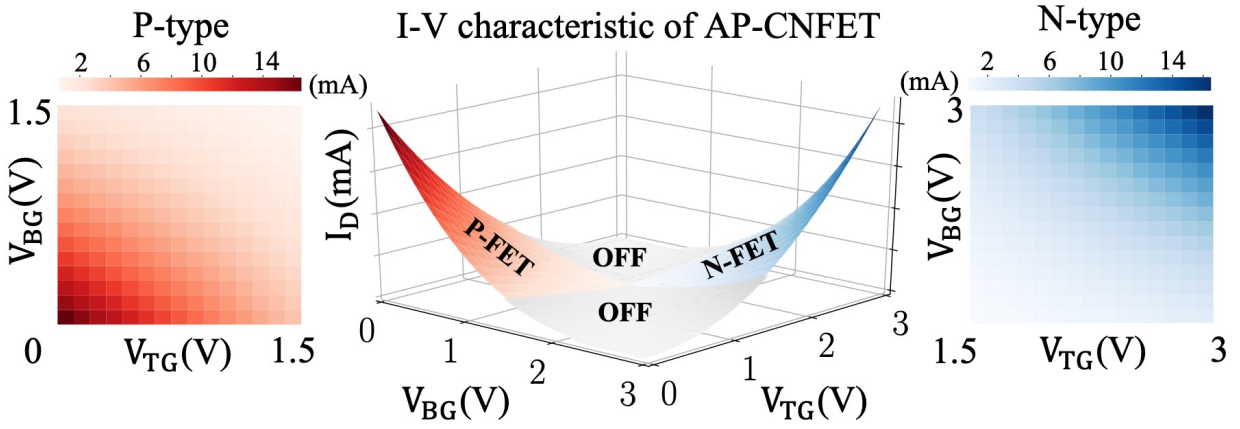 P-type
2 6 10 14
(mA)
1.5
V_BG(V)
0
V_TG(V)
1.5
I-V characteristic of AP-CNFET
I_D(mA)
P-FET
OFF
N-FET
OFF
0
1
2
3
V_BG(V)
0
1
2
3
V_TG(V)
N-type
2 6 10 14
(mA)
3
V_BG(V)
1.5
V_TG(V)
3